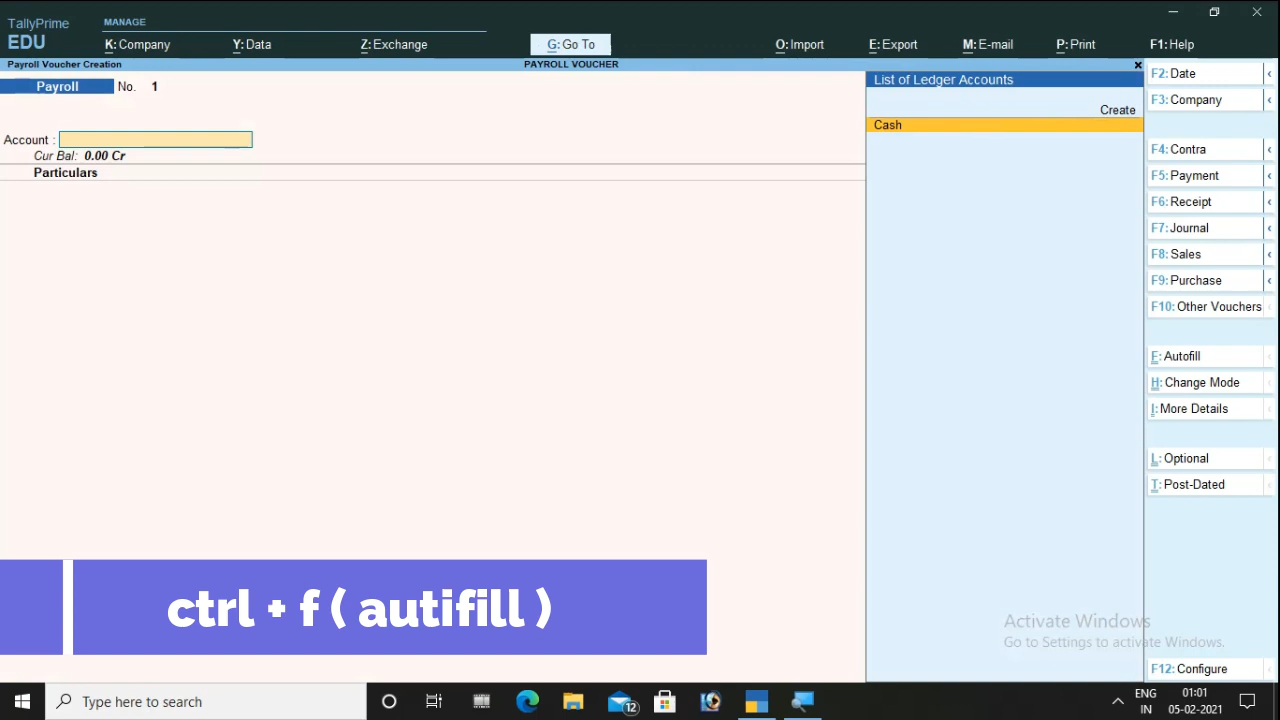 TallyPrime
EDU
MANAGE
K: Company
Y: Data
Z: Exchange
G: Go To
O: Import
E: Export
M: E-mail
P: Print
F1: Help
Payroll Voucher Creation
PAYROLL VOUCHER
Payroll No. 1
Account :
Cur Bal: 0.00 Cr
Particulars
List of Ledger Accounts
Create
Cash
F2: Date
F3: Company
F4: Contra
F5: Payment
F6: Receipt
F7: Journal
F8: Sales
F9: Purchase
F10: Other Vouchers
F: Autofill
H: Change Mode
I: More Details
L: Optional
T: Post-Dated
F12: Configure
ctrl + f ( autifill )
Activate Windows
Go to Settings to activate Windows.
Type here to search
12
ENG
IN
01:01
05-02-2021